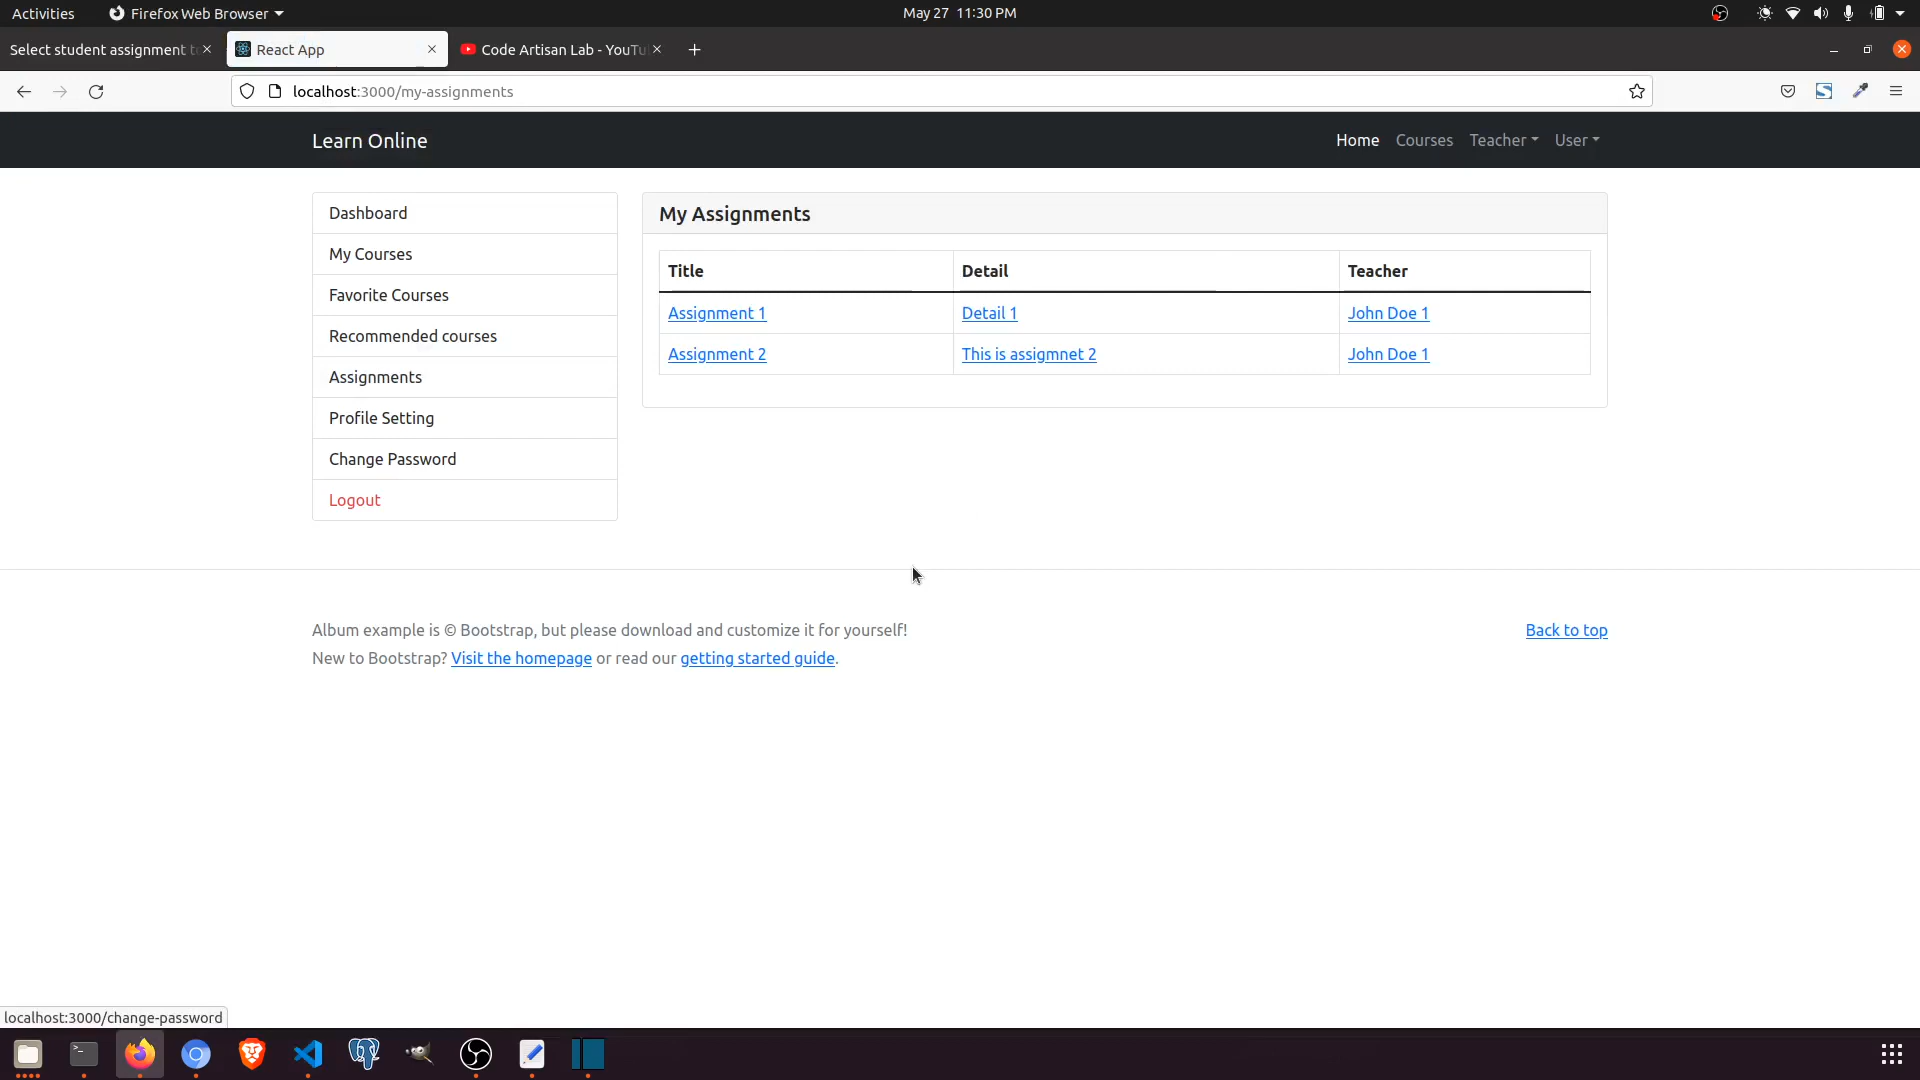 Activities Firefox Web Browser May 27 11:30 PM
Select student assignment t React App Code Artisan Lab - YouTu
localhost:3000/my-assignments
Learn Online Home Courses Teacher User
Dashboard
My Courses
Favorite Courses
Recommended courses
Assignments
Profile Setting
Change Password
Logout
My Assignments
Title Detail Teacher
Assignment 1 Detail 1 John Doe 1
Assignment 2 This is assigmnet 2 John Doe 1
Album example is © Bootstrap, but please download and customize it for yourself! Back to top
New to Bootstrap? Visit the homepage or read our getting started guide.
localhost:3000/change-password